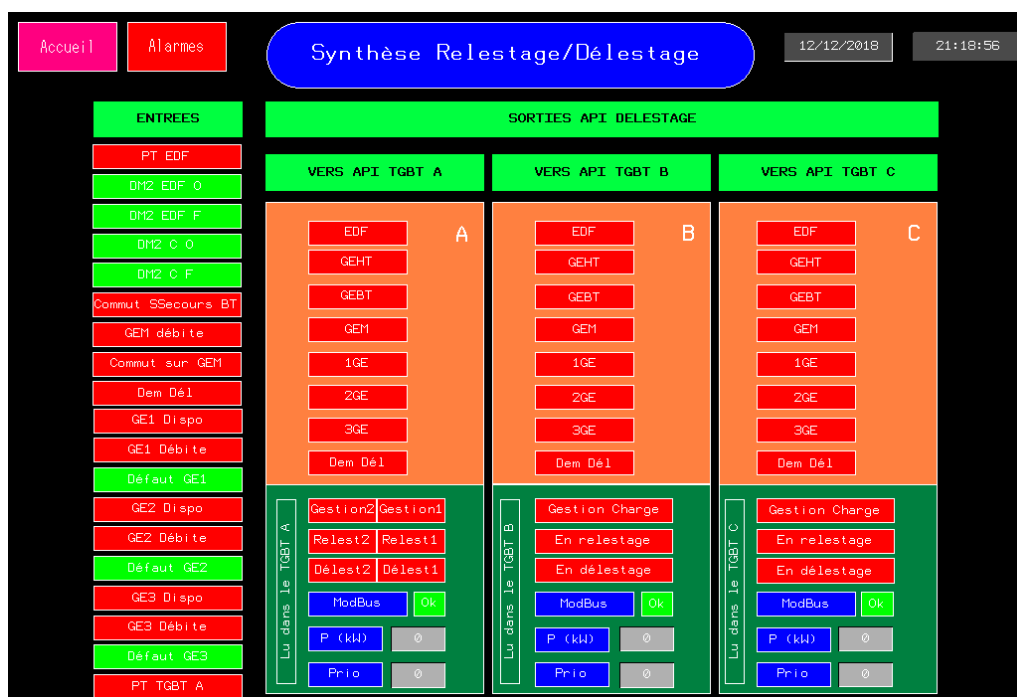 Accueil
Alarmes
Synthèse Relestage/Délestage
12/12/2018
21:18:56
ENTREES
PT EDF
DM2 EDF O
DM2 EDF F
DM2 C O
DM2 C F
Commut SSecours BT
GEM débite
Commut sur GEM
Dem Dél
GE1 Dispo
GE1 Débite
Défaut GE1
GE2 Dispo
GE2 Débite
Défaut GE2
GE3 Dispo
GE3 Débite
Défaut GE3
PT TGBT A
SORTIES API DELESTAGE
VERS API TGBT A
A
EDF
GEHT
GEBT
GEM
1GE
2GE
3GE
Dem Dél
Lu dans le TGBT A
Gestion2 Gestion1
Relest2 Relest1
Délest2 Délest1
ModBus Ok
P (kW) 0
Prio 0
VERS API TGBT B
B
EDF
GEHT
GEBT
GEM
1GE
2GE
3GE
Dem Dél
Lu dans le TGBT B
Gestion Charge
En relestage
En délestage
ModBus Ok
P (kW) 0
Prio 0
VERS API TGBT C
C
EDF
GEHT
GEBT
GEM
1GE
2GE
3GE
Dem Dél
Lu dans le TGBT C
Gestion Charge
En relestage
En délestage
ModBus Ok
P (kW) 0
Prio 0